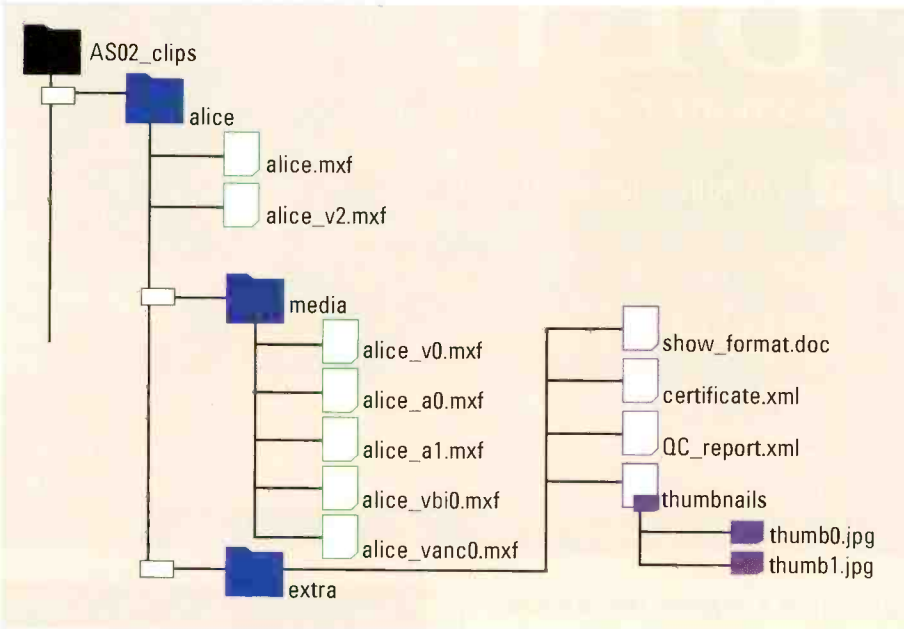 AS02_clips
alice
alice.mxf
alice_v2.mxf
media
alice_v0.mxf
alice_a0.mxf
alice_a1.mxf
alice_vbi0.mxf
alice_vanc0.mxf
extra
show_format.doc
certificate.xml
QC_report.xml
thumbnails
thumb0.jpg
thumb1.jpg